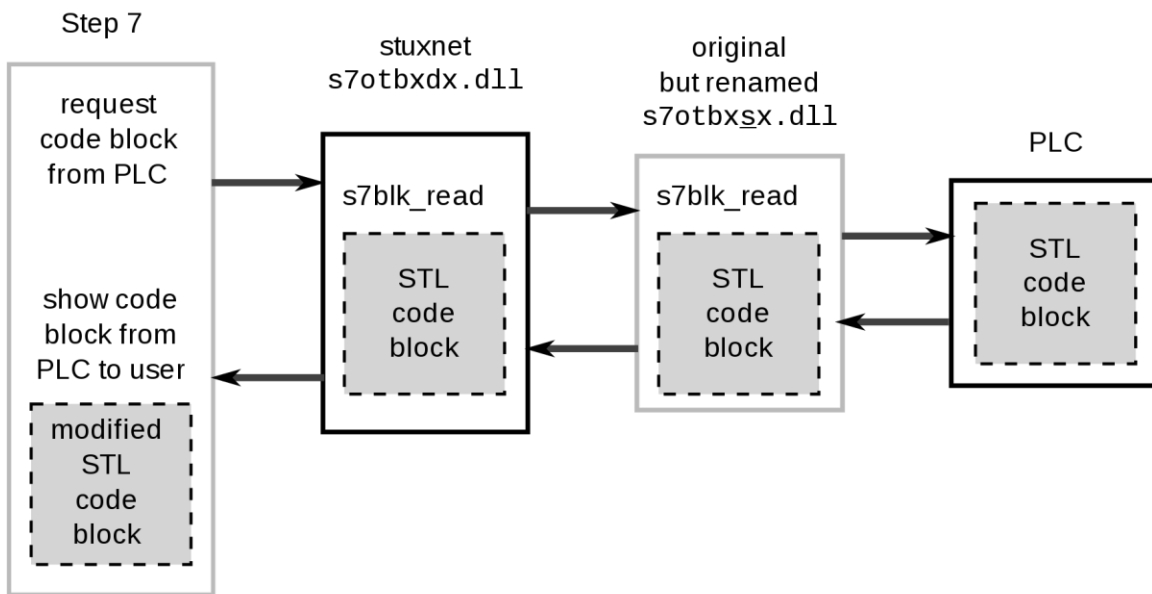 Step 7
request
code block
from PLC
show code
block from
PLC to user
modified
STL
code
block
stuxnet
s7otbxdx.dll
s7blk_read
STL
code
block
original
but renamed
s7otbxsx.dll
s7blk_read
STL
code
block
PLC
STL
code
block